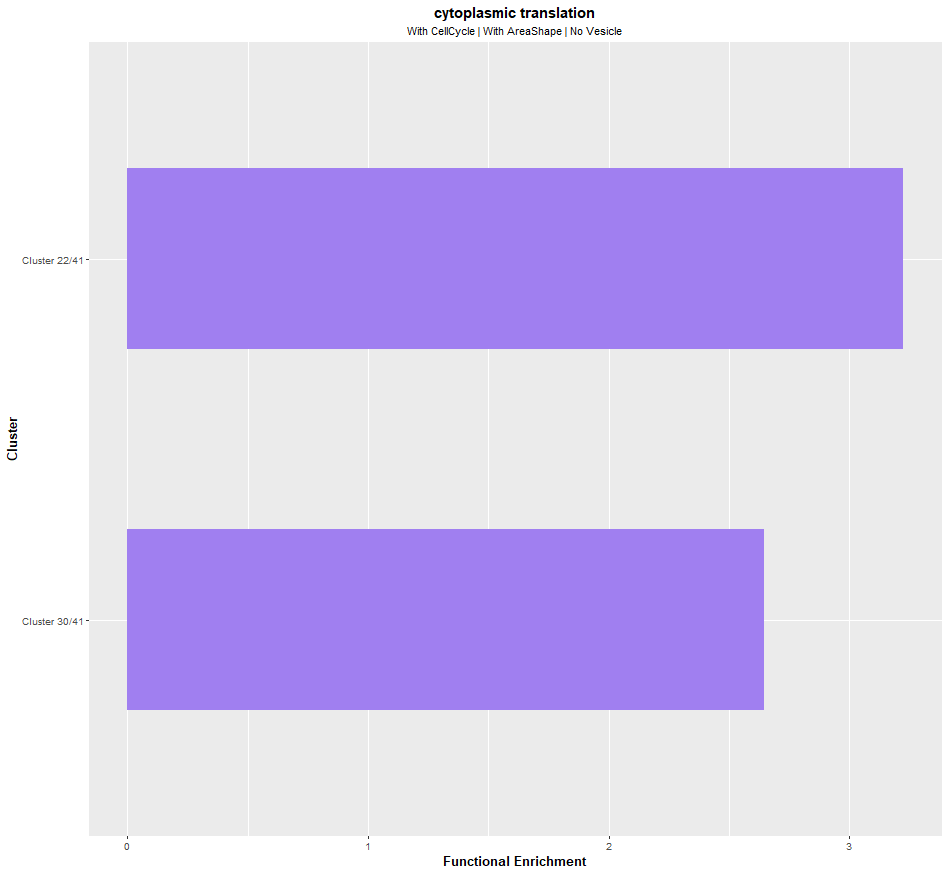 cytoplasmic translation
With CellCycle | With AreaShape | No Vesicle
Cluster
Cluster 22/41
Cluster 30/41
0 1 2 3
Functional Enrichment